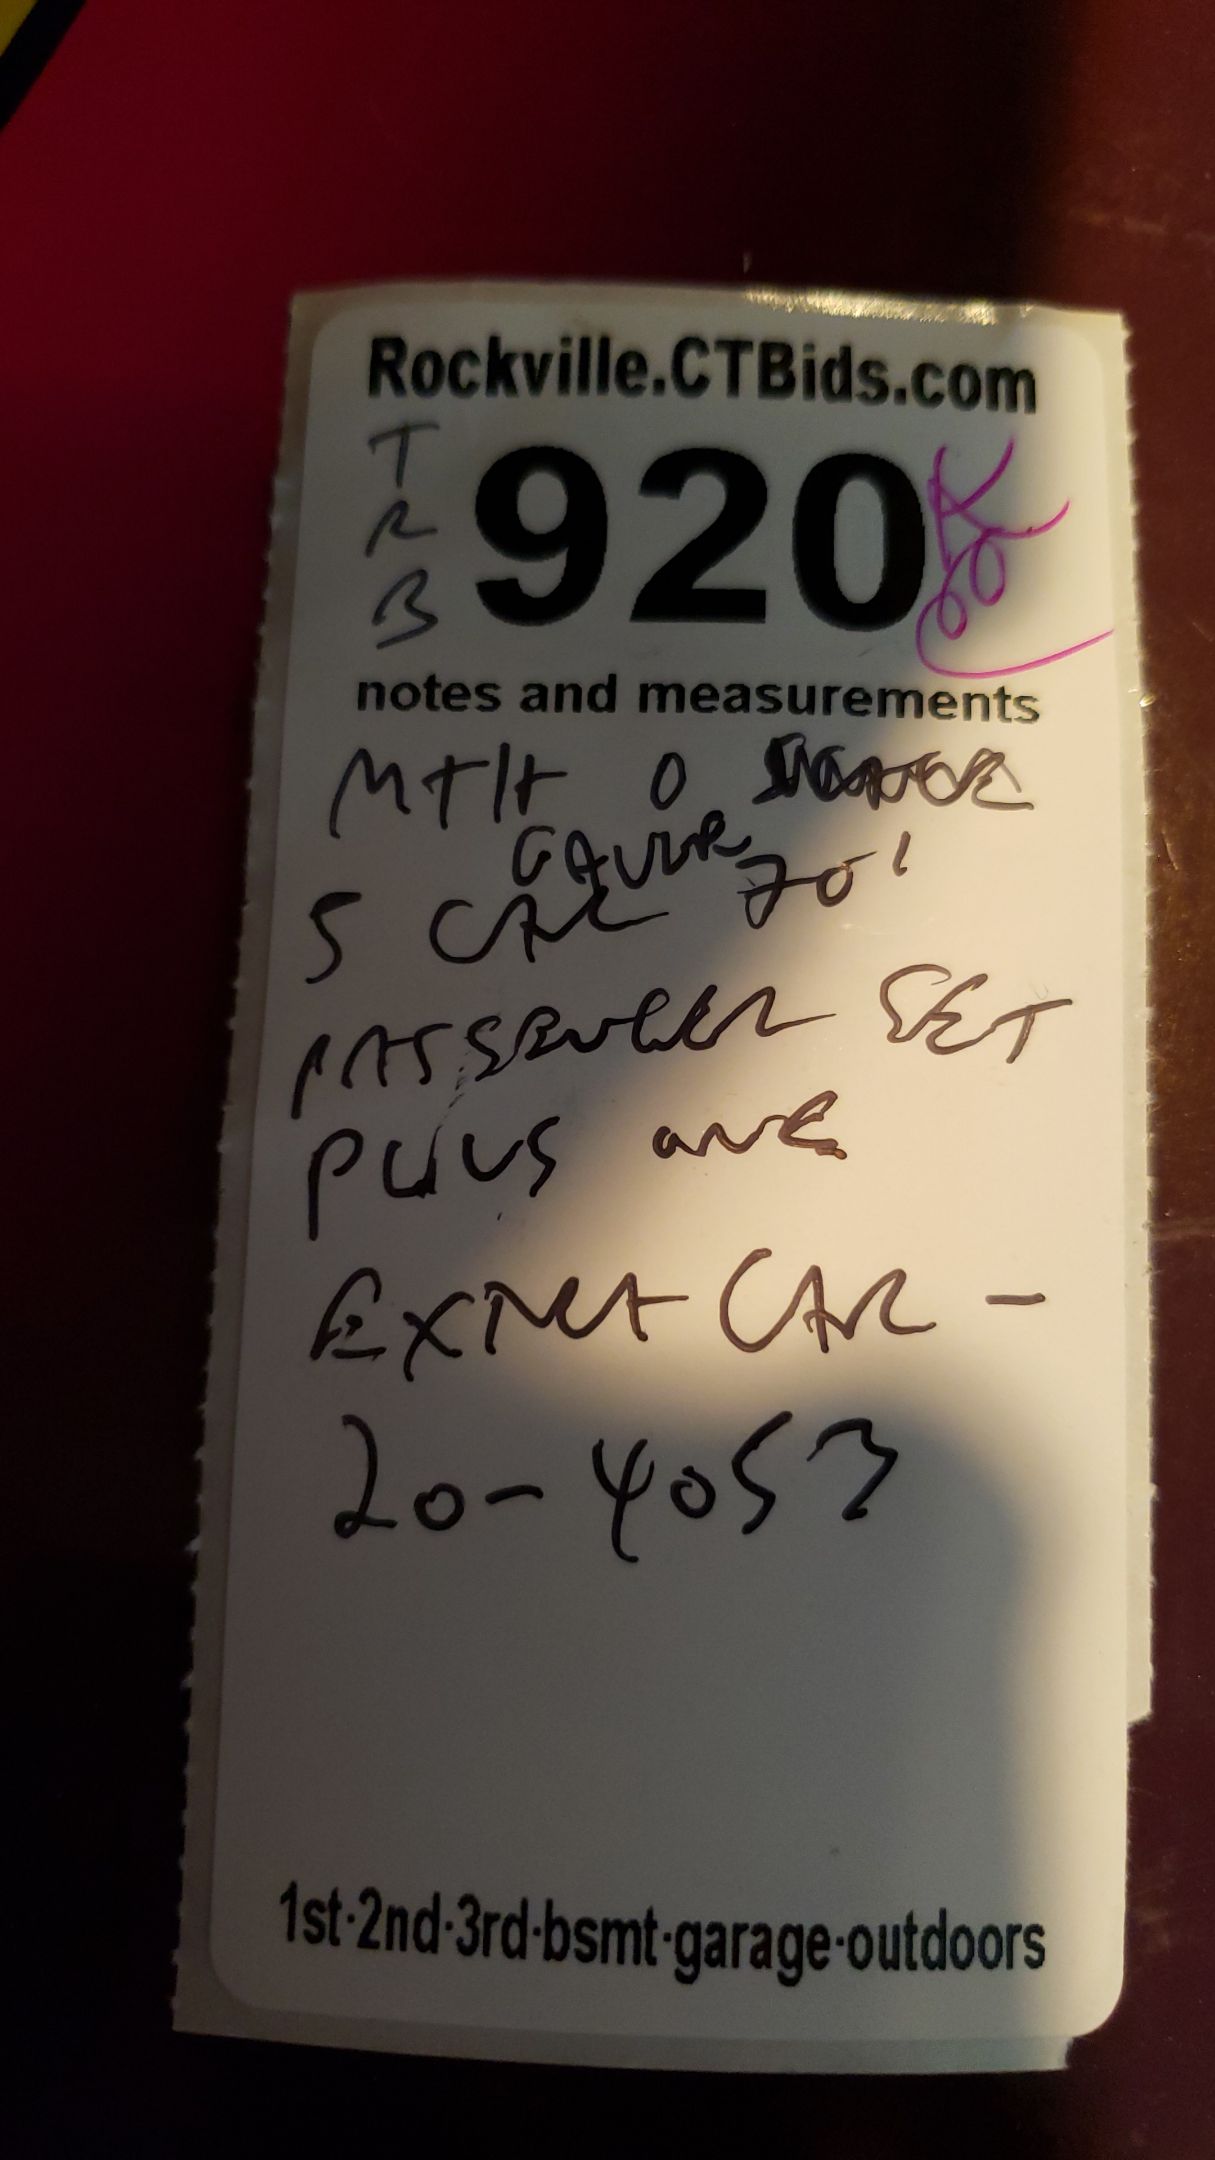 Rockville.CTBids.com
T
R
B
920
notes and measurements
MTH O
GAUGE
5 CAR 70'
PASSENGER SET
PLUS ONE
EXTRA CAR -
20-4053
1st·2nd·3rd·bsmt·garage·outdoors